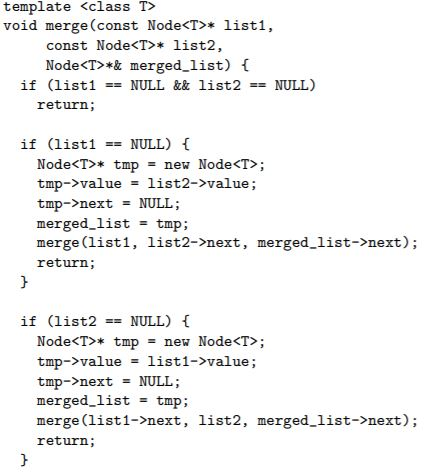 template <class T>
void merge(const Node<T>* list1,
     const Node<T>* list2,
     Node<T>*& merged_list) {
  if (list1 == NULL && list2 == NULL)
    return;

  if (list1 == NULL) {
    Node<T>* tmp = new Node<T>;
    tmp->value = list2->value;
    tmp->next = NULL;
    merged_list = tmp;
    merge(list1, list2->next, merged_list->next);
    return;
  }

  if (list2 == NULL) {
    Node<T>* tmp = new Node<T>;
    tmp->value = list1->value;
    tmp->next = NULL;
    merged_list = tmp;
    merge(list1->next, list2, merged_list->next);
    return;
  }